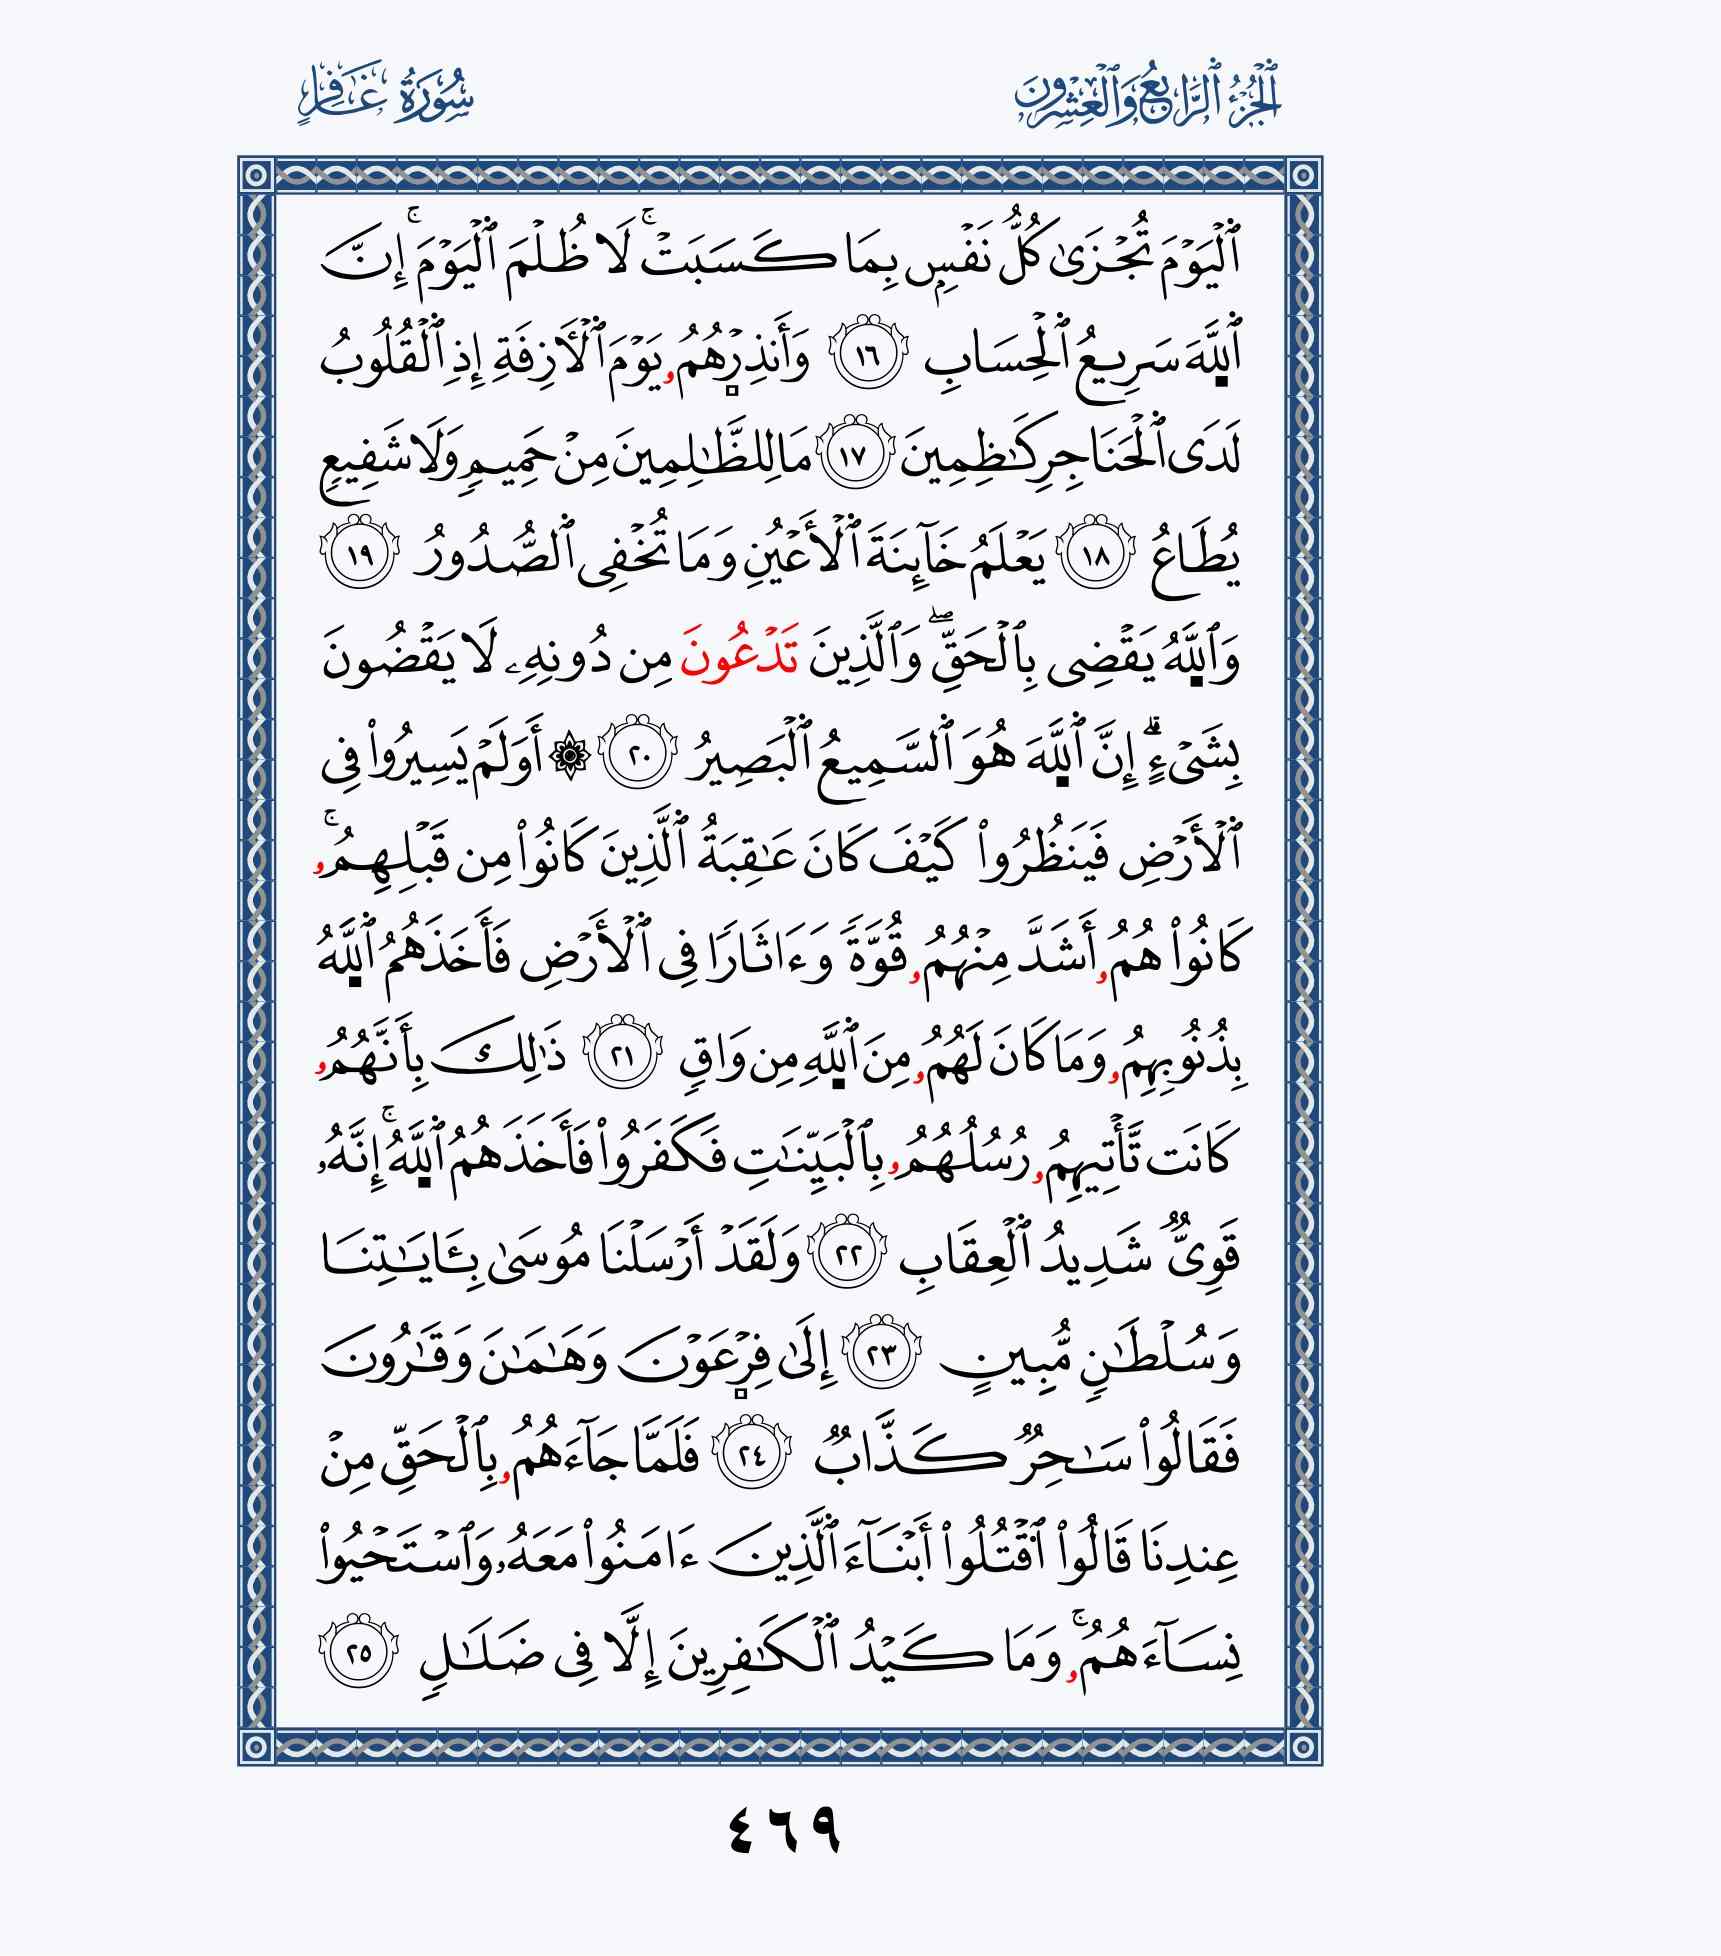 ٱلۡجُزۡءُ ٱلرَّابِعُ وَٱلۡعِشۡرُونَ
سُورَةُ غَافِرٍ
ٱلۡيَوۡمَ تُجۡزَىٰ كُلُّ نَفۡسِۭ بِمَا كَسَبَتۡۚ لَا ظُلۡمَ ٱلۡيَوۡمَۚ إِنَّ
ٱللَّهَ سَرِيعُ ٱلۡحِسَابِ ١٦ وَأَنذِرۡهُمُۥ يَوۡمَ ٱلۡأٓزِفَةِ إِذِ ٱلۡقُلُوبُ
لَدَى ٱلۡحَنَاجِرِ كَٰظِمِينَ ١٧ مَا لِلظَّٰلِمِينَ مِنۡ حَمِيمٖ وَلَا شَفِيعٖ
يُطَاعُ ١٨ يَعۡلَمُ خَآئِنَةَ ٱلۡأَعۡيُنِ وَمَا تُخۡفِي ٱلصُّدُورُ ١٩
وَٱللَّهُ يَقۡضِي بِٱلۡحَقِّۖ وَٱلَّذِينَ تَدۡعُونَ مِن دُونِهِۦ لَا يَقۡضُونَ
بِشَيۡءٍۗ إِنَّ ٱللَّهَ هُوَ ٱلسَّمِيعُ ٱلۡبَصِيرُ ٢٠ ۞ أَوَلَمۡ يَسِيرُواْ فِي
ٱلۡأَرۡضِ فَيَنظُرُواْ كَيۡفَ كَانَ عَٰقِبَةُ ٱلَّذِينَ كَانُواْ مِن قَبۡلِهِمُۥۚ
كَانُواْ هُمُۥ أَشَدَّ مِنۡهُمُۥ قُوَّةٗ وَءَاثَارٗا فِي ٱلۡأَرۡضِ فَأَخَذَهُمُ ٱللَّهُ
بِذُنُوبِهِمُۥ وَمَا كَانَ لَهُمُۥ مِنَ ٱللَّهِ مِن وَاقٖ ٢١ ذَٰلِكَ بِأَنَّهُمُۥ
كَانَت تَّأۡتِيهِمُۥ رُسُلُهُمُۥ بِٱلۡبَيِّنَٰتِ فَكَفَرُواْ فَأَخَذَهُمُ ٱللَّهُۚ إِنَّهُۥ
قَوِيّٞ شَدِيدُ ٱلۡعِقَابِ ٢٢ وَلَقَدۡ أَرۡسَلۡنَا مُوسَىٰ بِـَٔايَٰتِنَا
وَسُلۡطَٰنٖ مُّبِينٍ ٢٣ إِلَىٰ فِرۡعَوۡنَ وَهَٰمَٰنَ وَقَٰرُونَ
فَقَالُواْ سَٰحِرٞ كَذَّابٞ ٢٤ فَلَمَّا جَآءَهُمُۥ بِٱلۡحَقِّ مِنۡ
عِندِنَا قَالُواْ ٱقۡتُلُواْ أَبۡنَآءَ ٱلَّذِينَ ءَامَنُواْ مَعَهُۥ وَٱسۡتَحۡيُواْ
نِسَآءَهُمُۥۚ وَمَا كَيۡدُ ٱلۡكَٰفِرِينَ إِلَّا فِي ضَلَٰلٖ ٢٥
٤٦٩